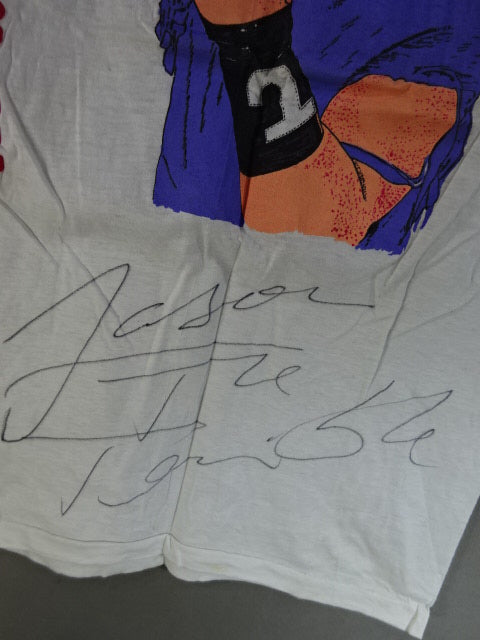 Jason
The
Terrible
T